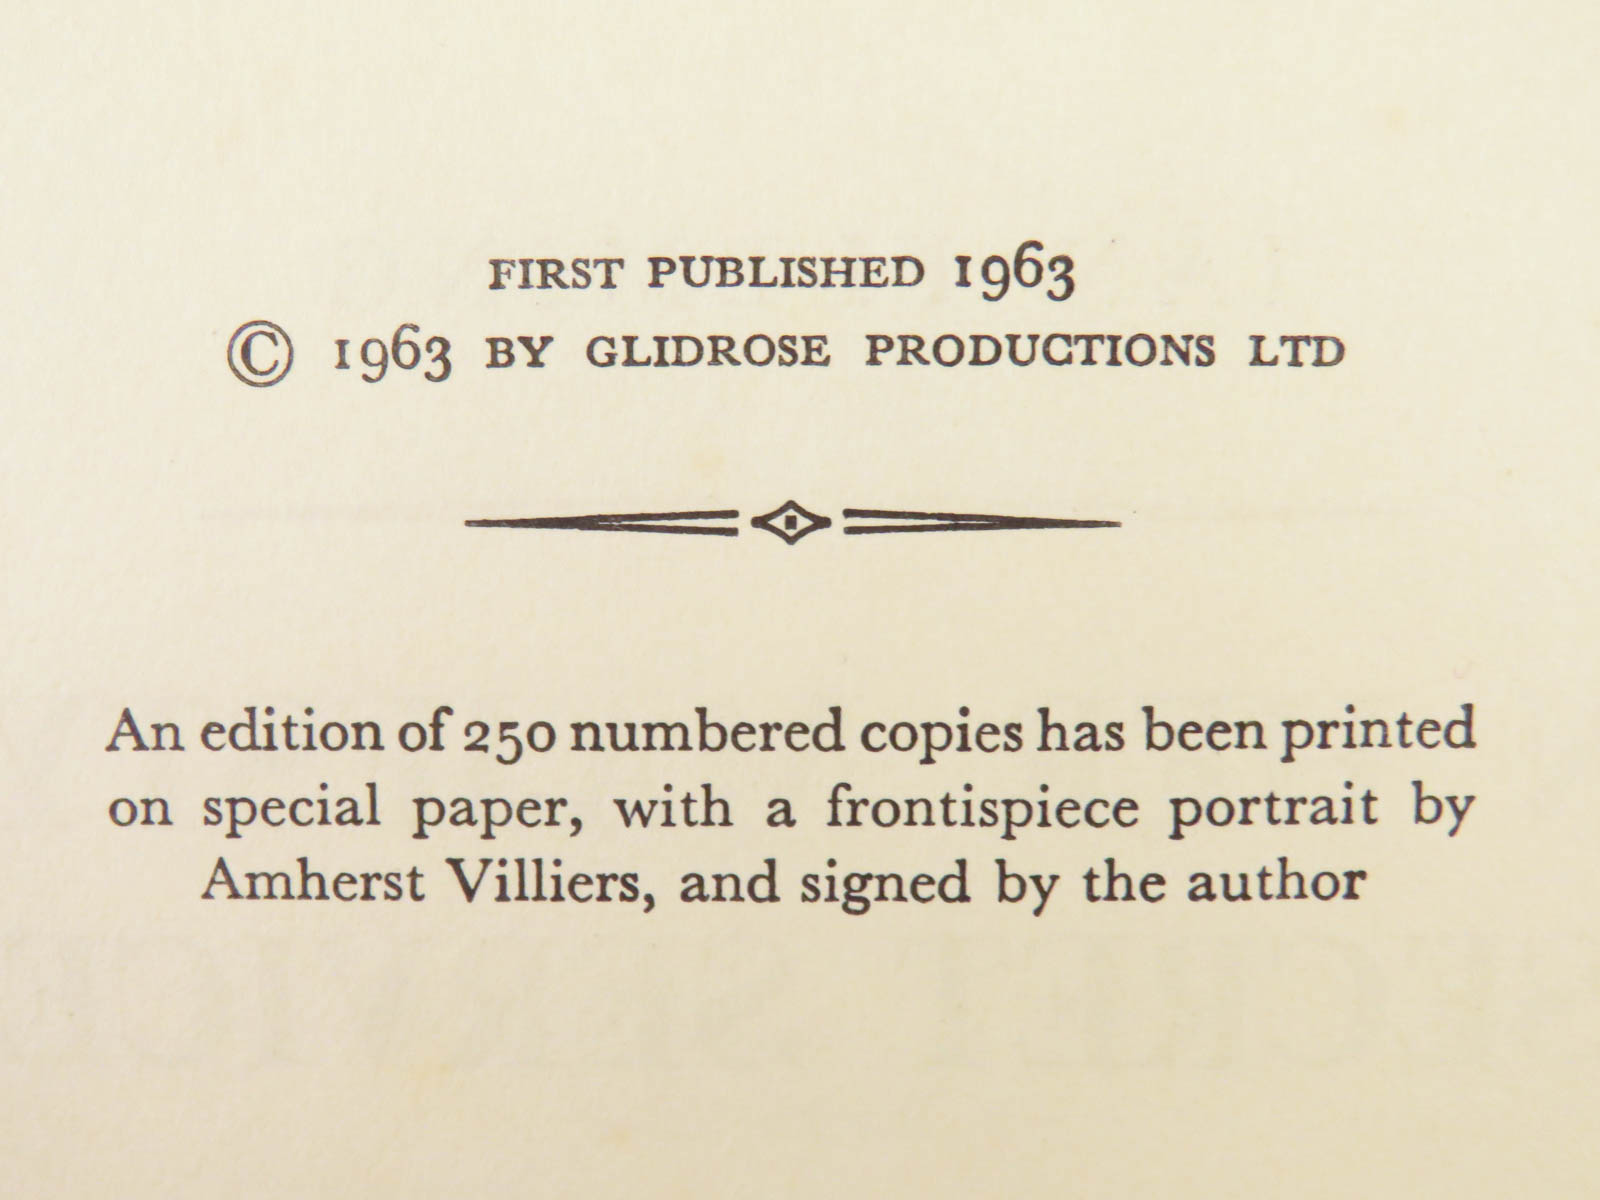 FIRST PUBLISHED 1963
© 1963 BY GLIDROSE PRODUCTIONS LTD
An edition of 250 numbered copies has been printed
on special paper, with a frontispiece portrait by
Amherst Villiers, and signed by the author